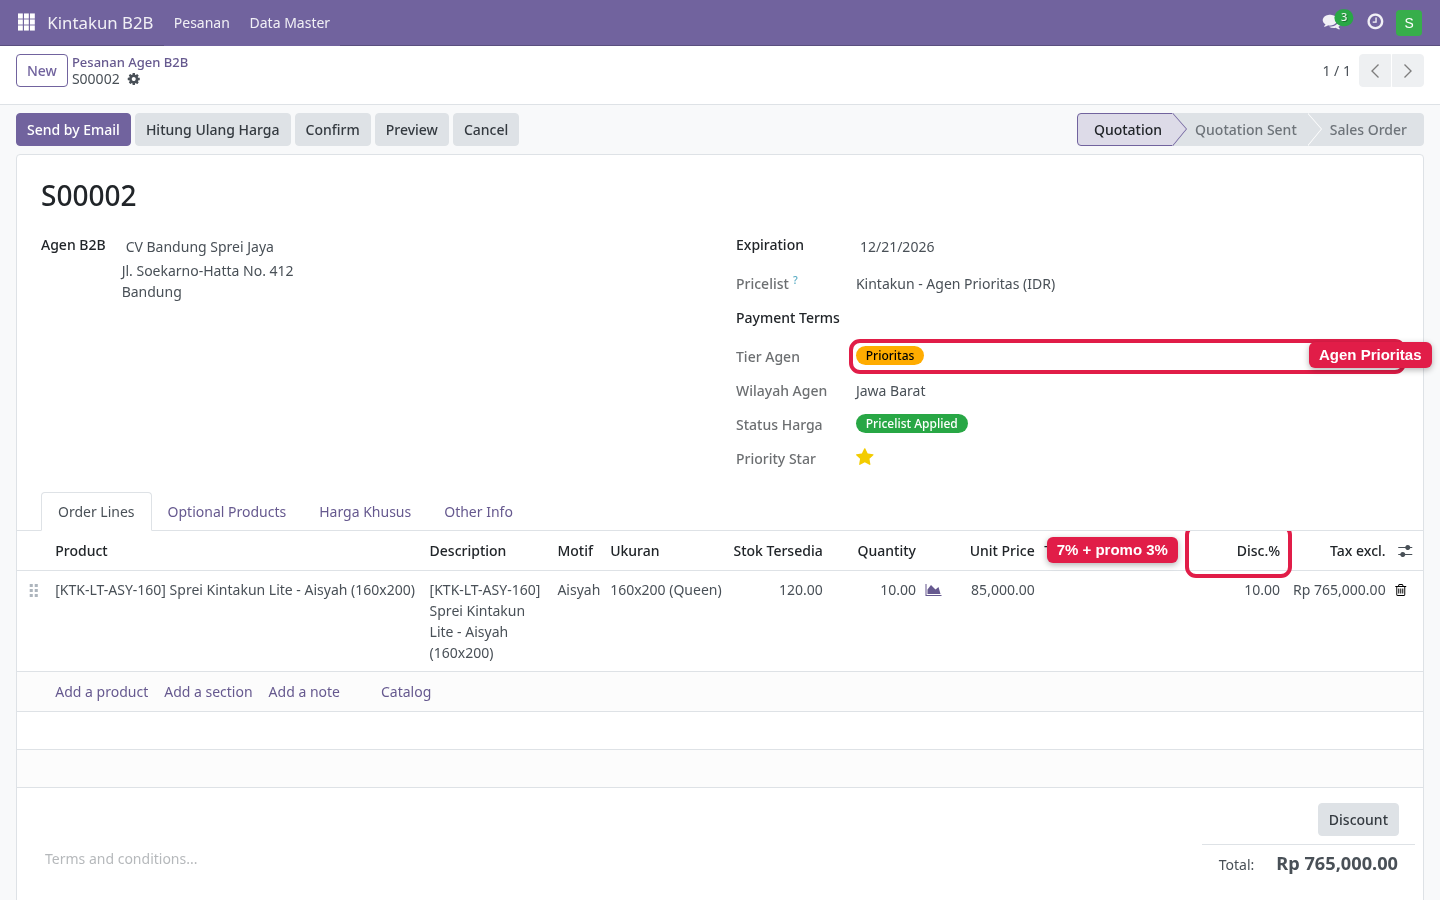 Kintakun B2B Pesanan Data Master 3 S
New Pesanan Agen B2B
S00002
1 / 1
Send by Email Hitung Ulang Harga Confirm Preview Cancel Quotation Quotation Sent Sales Order
S00002
Agen B2B CV Bandung Sprei Jaya
Jl. Soekarno-Hatta No. 412
Bandung
Expiration 12/21/2026
Pricelist ? Kintakun - Agen Prioritas (IDR)
Payment Terms
Tier Agen Prioritas Agen Prioritas
Wilayah Agen Jawa Barat
Status Harga Pricelist Applied
Priority Star
Order Lines Optional Products Harga Khusus Other Info
Product Description Motif Ukuran Stok Tersedia Quantity Unit Price 7% + promo 3% Disc.% Tax excl.
[KTK-LT-ASY-160] Sprei Kintakun Lite - Aisyah (160x200) [KTK-LT-ASY-160] Aisyah 160x200 (Queen) 120.00 10.00 85,000.00 10.00 Rp 765,000.00
Sprei Kintakun
Lite - Aisyah
(160x200)
Add a product Add a section Add a note Catalog
Discount
Terms and conditions...
Total: Rp 765,000.00